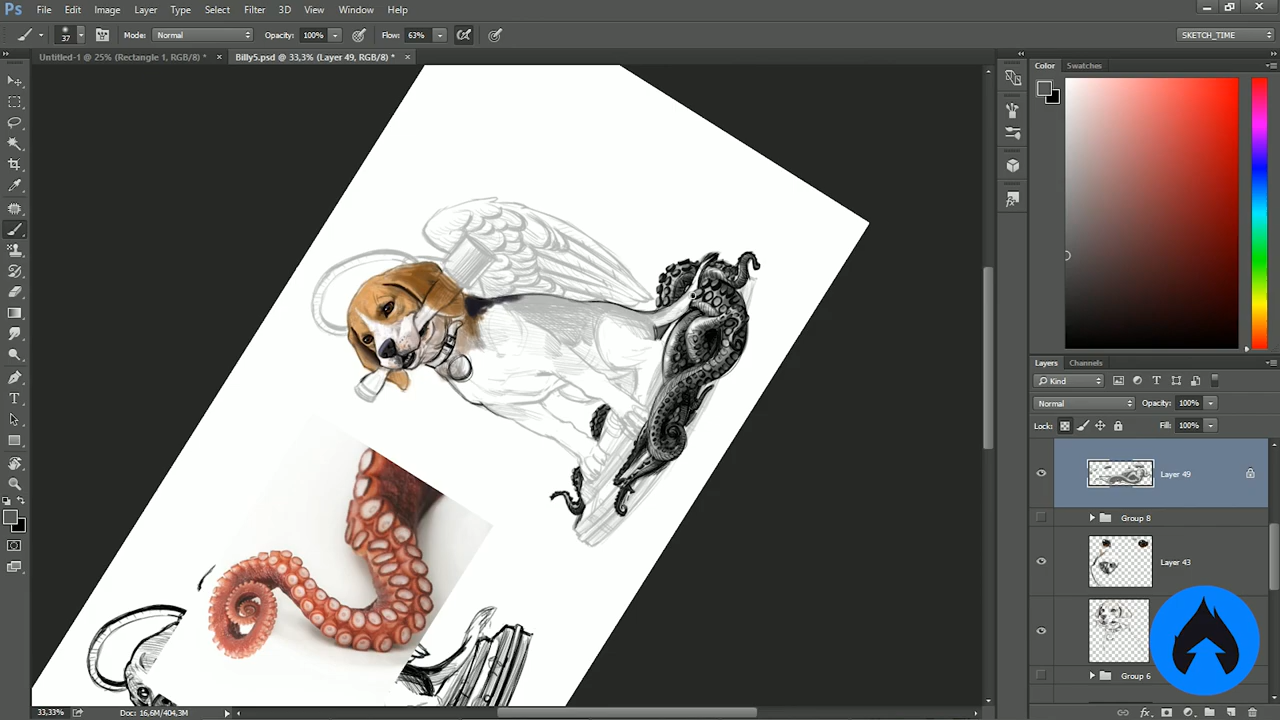 Ps File Edit Image Layer Type Select Filter 3D View Window Help
37 Mode: Normal Opacity: 100% Flow: 63% SKETCH_TIME
Untitled-1 @ 25% (Rectangle 1, RGB/8) * × Billy5.psd @ 33,3% (Layer 49, RGB/8) * ×
Color Swatches
Layers Channels
Kind
Normal Opacity: 100%
Lock: Fill: 100%
Layer 49
Group 8
Layer 43
Group 6
33,33% Doc: 16,6M/404,3M